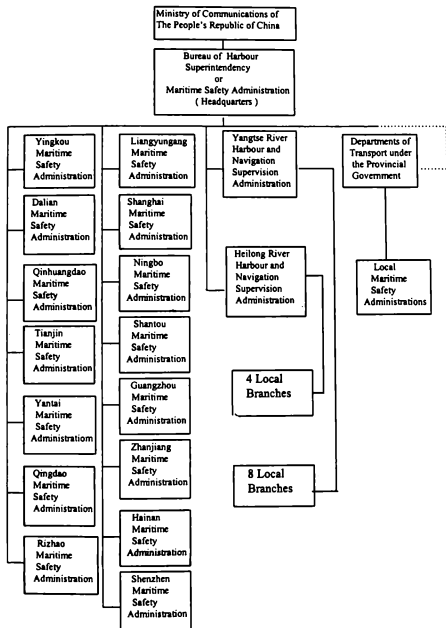 Ministry of Communications of
The People's Republic of China
Bureau of Harbour
Superintendency
or
Maritime Safety Administration
( Headquarters )
Yingkou
Maritime
Safety
Administration
Dalian
Maritime
Safety
Administration
Qinhuangdao
Maritime
Safety
Administration
Tianjin
Maritime
Safety
Administration
Yantai
Maritime
Safety
Administratiom
Qingdao
Maritime
Safety
Administration
Rizhao
Maritime
Safety
Administration
Liangyungang
Maritime
Safety
Administration
Shanghai
Maritime
Safety
Administration
Ningbo
Maritime
Safety
Administration
Shantou
Maritime
Safety
Administration
Guangzhou
Maritime
Safety
Administration
Zhanjiang
Maritime
Safety
Administration
Hainan
Maritime
Safety
Administration
Shenzhen
Maritime
Safety
Administration
Yangtse River
Harbour and
Navigation
Supervision
Administration
Heilong River
Harbour and
Navigation
Supervision
Administration
4 Local
Branches
8 Local
Branches
Departments of
Transport under
the Provincial
Government
Local
Maritime
Safety
Administrations